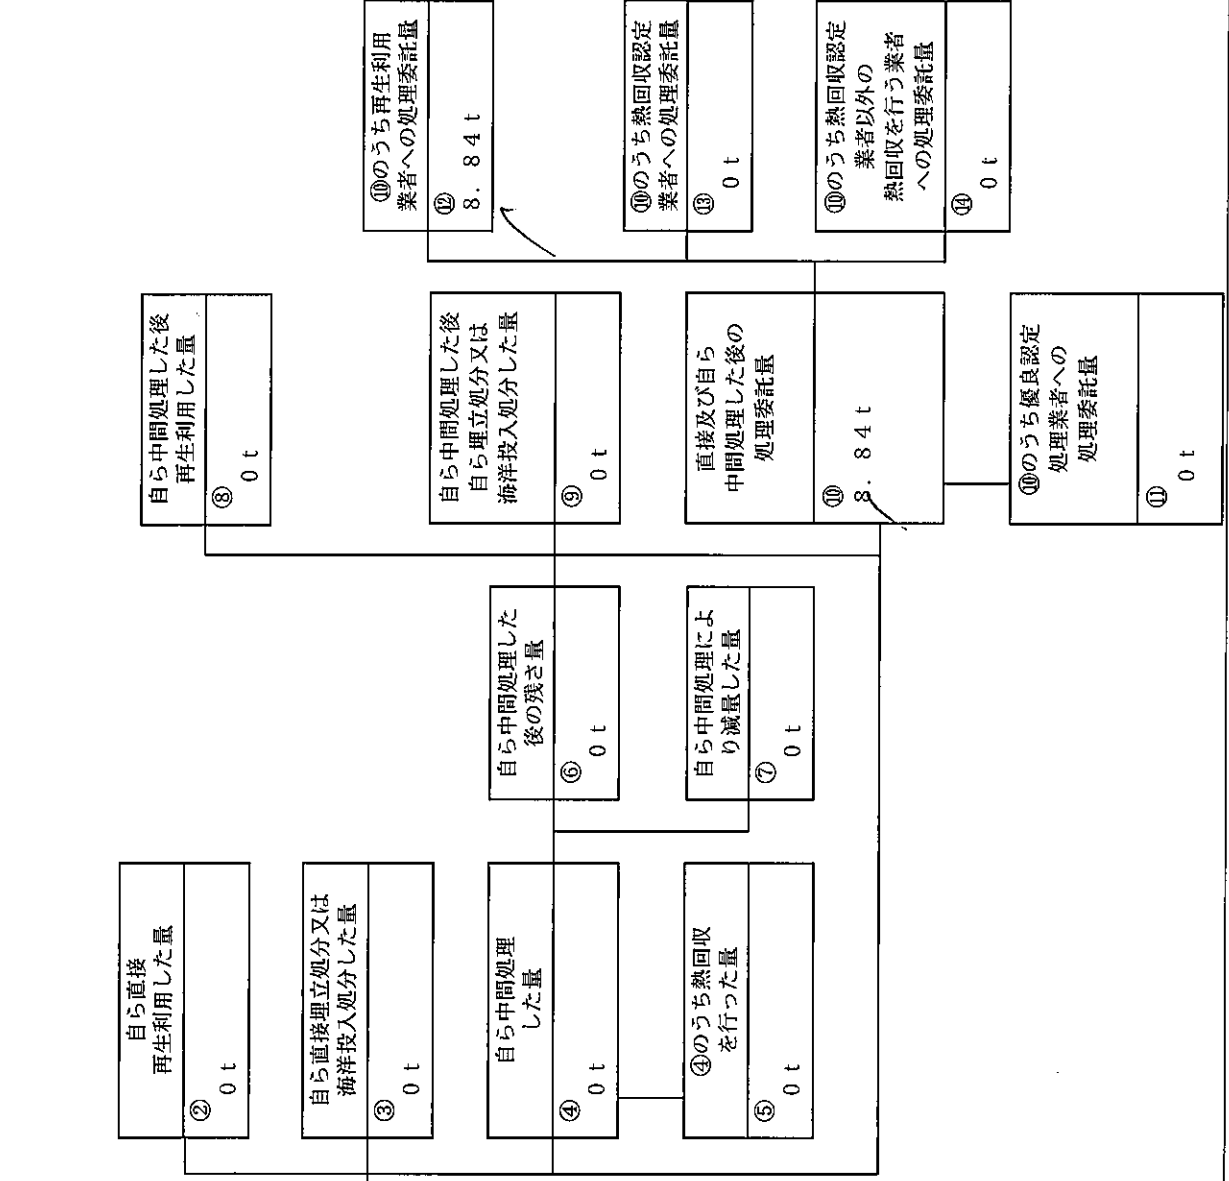 自ら直接
再生利用した量
②
0 t
自ら直接埋立処分又は
海洋投入処分した量
③
0 t
自ら中間処理
した量
④
0 t
④のうち熱回収
を行った量
⑤
0 t
自ら中間処理した
後の残さ量
⑥
0 t
自ら中間処理によ
り減量した量
⑦
0 t
自ら中間処理した後
再生利用した量
⑧
0 t
自ら中間処理した後
自ら埋立処分又は
海洋投入処分した量
⑨
0 t
直接及び自ら
中間処理した後の
処理委託量
⑩
8. 84 t
⑩のうち優良認定
処理業者への
処理委託量
⑪
0 t
⑩のうち再生利用
業者への処理委託量
⑫
8. 84 t
⑩のうち熱回収認定
業者への処理委託量
⑬
0 t
⑩のうち熱回収認定
業者以外の
熱回収を行う業者
への処理委託量
⑭
0 t